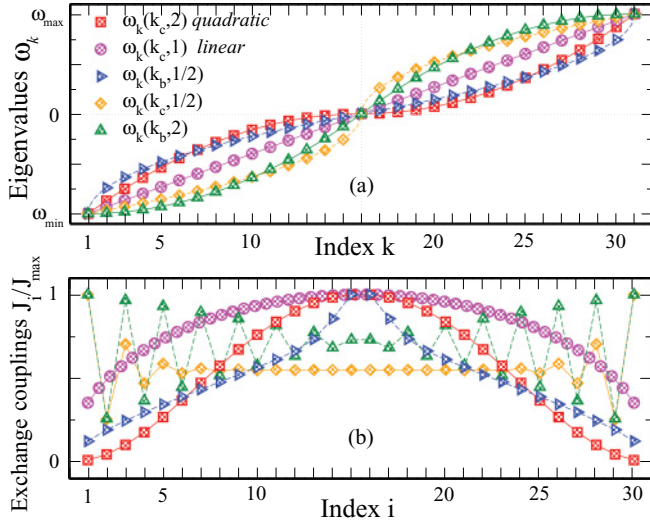 ω_max
Eigenvalues ω_k
0
ω_min
ω_k(k_c,2) quadratic
ω_k(k_c,1) linear
ω_k(k_b,1/2)
ω_k(k_c,1/2)
ω_k(k_b,2)
(a)
1 10 20 30
Index k
Exchange couplings J_i/J_max
1
0
(b)
1 5 10 15 20 25 30
Index i